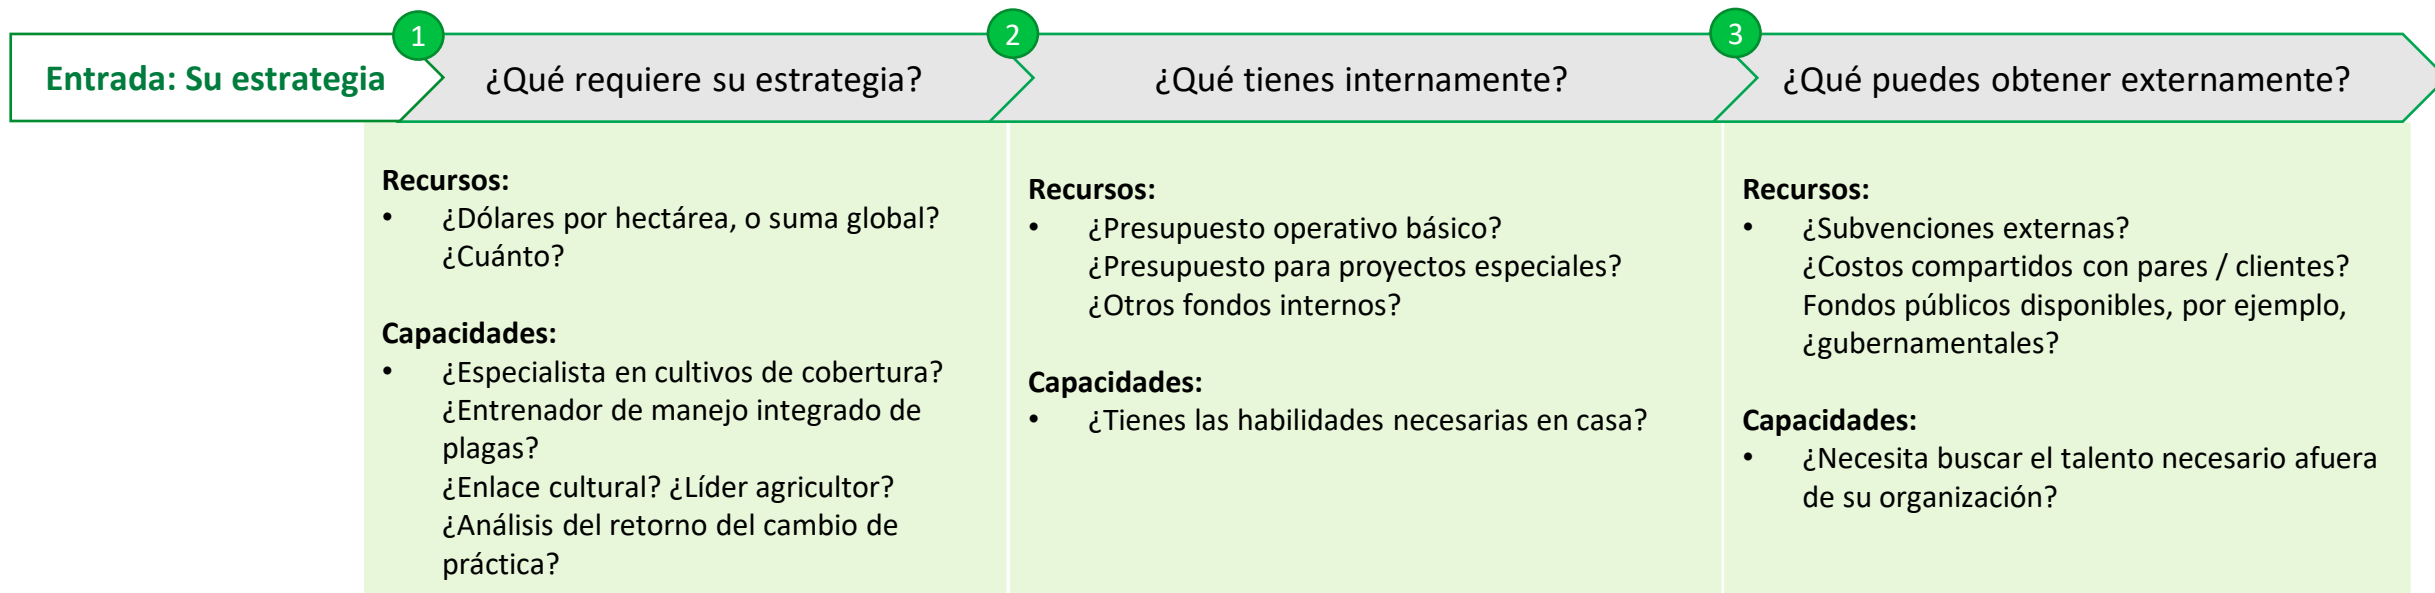 Entrada: Su estrategia
1
¿Qué requiere su estrategia?
2
¿Qué tienes internamente?
3
¿Qué puedes obtener externamente?
Recursos:
• ¿Dólares por hectárea, o suma global?
¿Cuánto?
Capacidades:
• ¿Especialista en cultivos de cobertura?
¿Entrenador de manejo integrado de
plagas?
¿Enlace cultural? ¿Líder agricultor?
¿Análisis del retorno del cambio de
práctica?
Recursos:
• ¿Presupuesto operativo básico?
¿Presupuesto para proyectos especiales?
¿Otros fondos internos?
Capacidades:
• ¿Tienes las habilidades necesarias en casa?
Recursos:
• ¿Subvenciones externas?
¿Costos compartidos con pares / clientes?
Fondos públicos disponibles, por ejemplo,
¿gubernamentales?
Capacidades:
• ¿Necesita buscar el talento necesario afuera
de su organización?